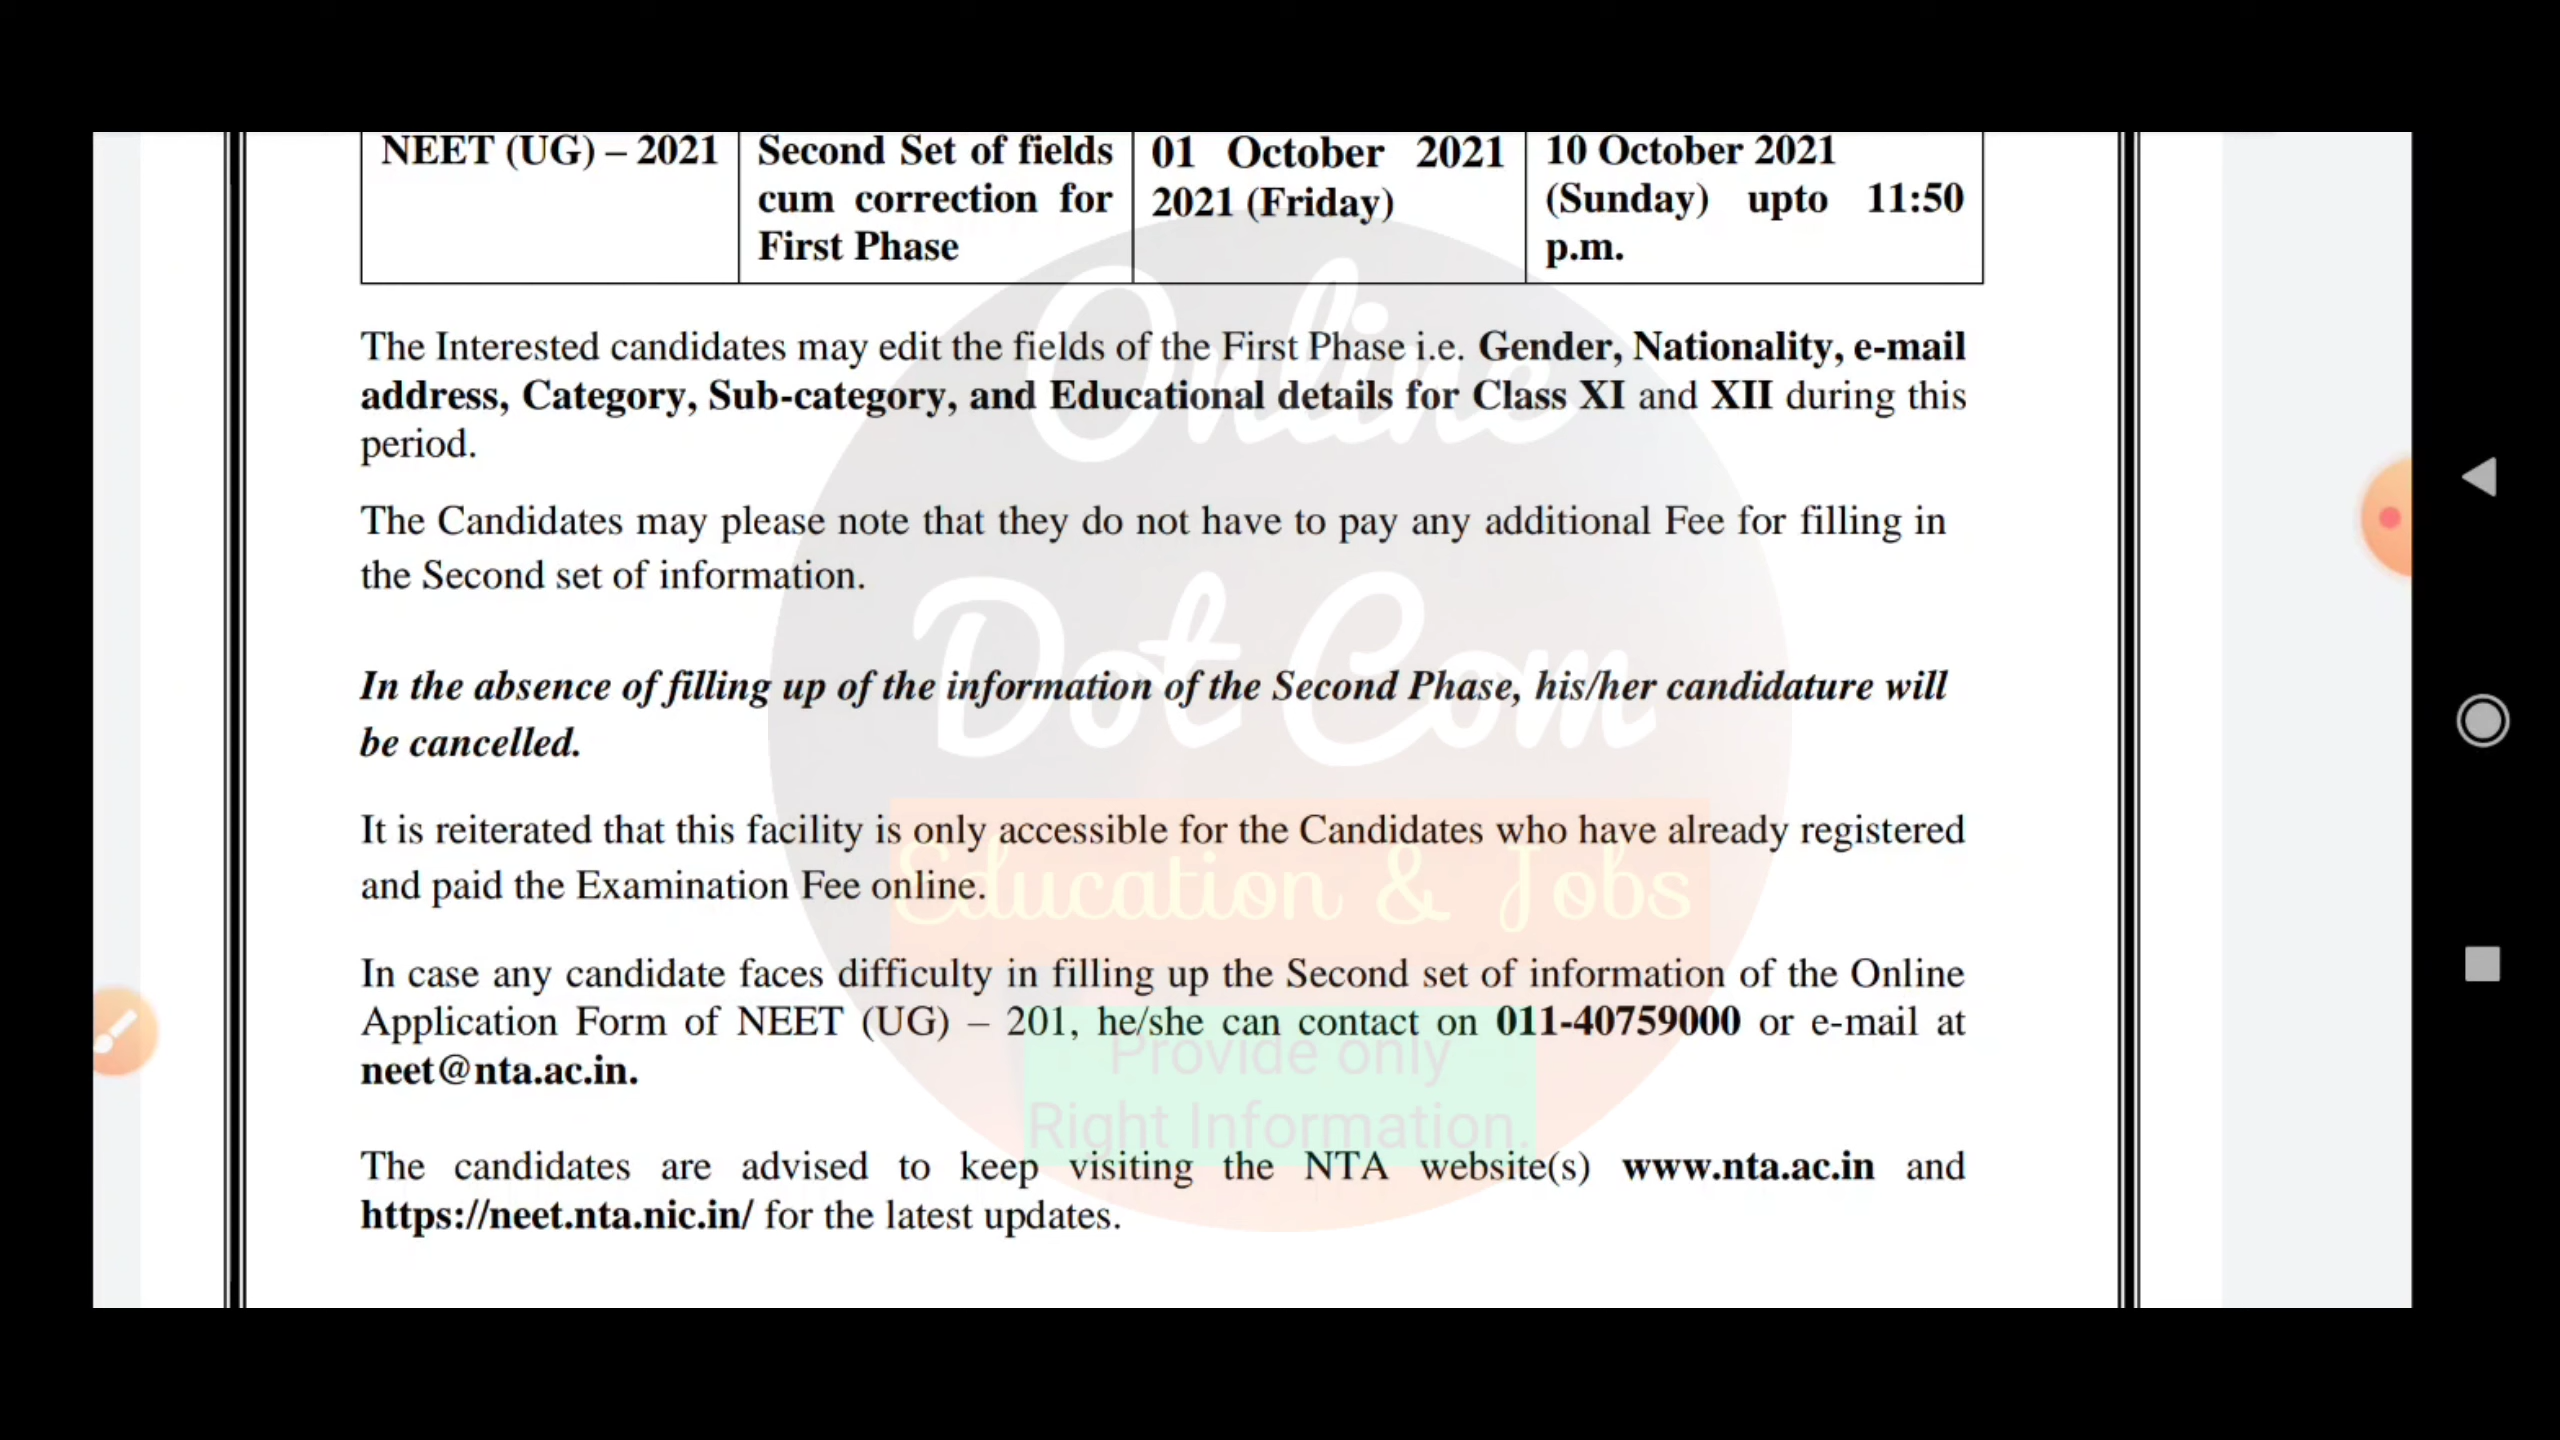 NEET (UG) – 2021
Second Set of fields
cum correction for
First Phase
01 October 2021
2021 (Friday)
10 October 2021
(Sunday) upto 11:50
p.m.
The Interested candidates may edit the fields of the First Phase i.e. Gender, Nationality, e-mail
address, Category, Sub-category, and Educational details for Class XI and XII during this
period.
The Candidates may please note that they do not have to pay any additional Fee for filling in
the Second set of information.
In the absence of filling up of the information of the Second Phase, his/her candidature will
be cancelled.
It is reiterated that this facility is only accessible for the Candidates who have already registered
and paid the Examination Fee online.
In case any candidate faces difficulty in filling up the Second set of information of the Online
Application Form of NEET (UG) – 201, he/she can contact on 011-40759000 or e-mail at
neet@nta.ac.in.
The candidates are advised to keep visiting the NTA website(s) www.nta.ac.in and
https://neet.nta.nic.in/ for the latest updates.
Online
Dot Com
Education & Jobs
Provide only
Right Information.